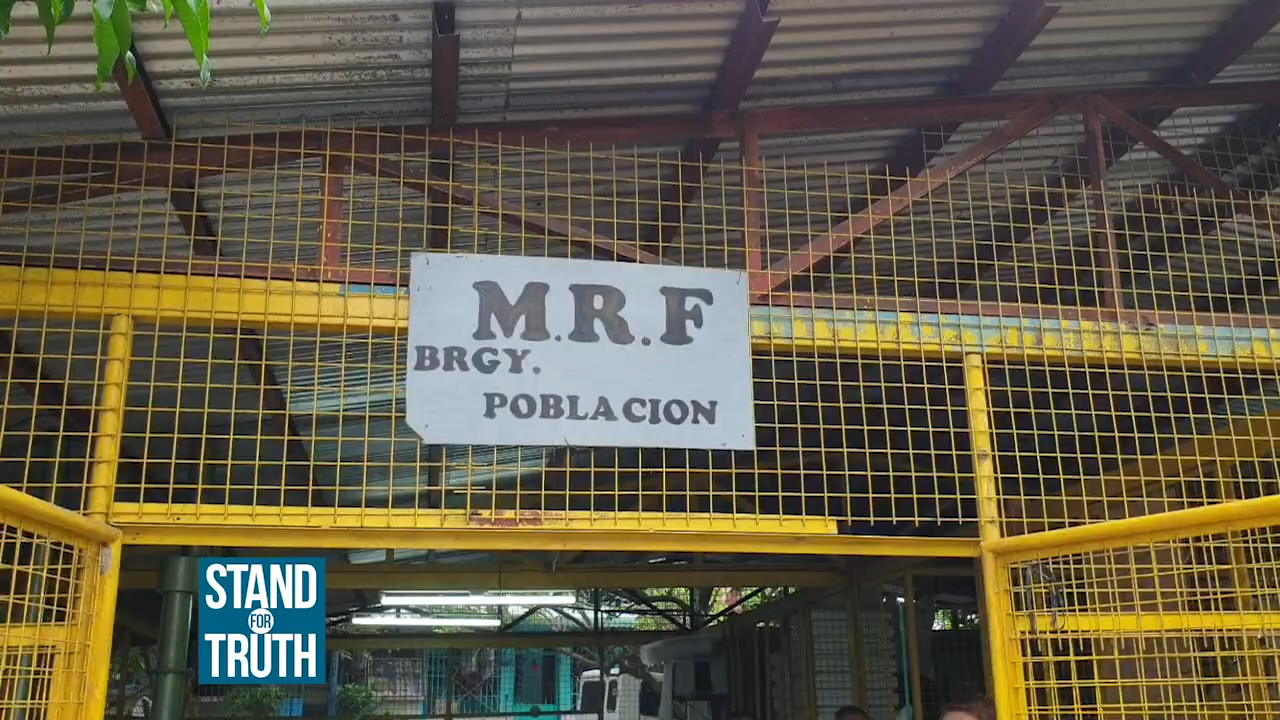 M.R.F
BRGY.
POBLACION
STAND
FOR
TRUTH